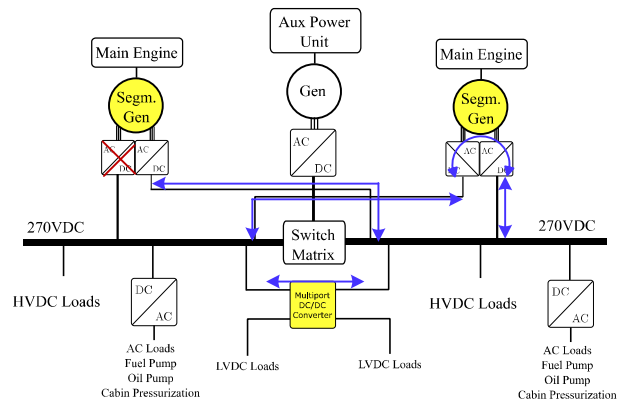 Aux Power
Unit
Main Engine
Main Engine
Segm.
Gen
Gen
Segm.
Gen
AC
DC
AC
DC
AC
DC
AC
DC
AC
DC
270VDC
Switch
Matrix
270VDC
HVDC Loads
DC
AC
Multiport
DC/DC
Converter
HVDC Loads
DC
AC
AC Loads
Fuel Pump
Oil Pump
Cabin Pressurization
LVDC Loads
LVDC Loads
AC Loads
Fuel Pump
Oil Pump
Cabin Pressurization